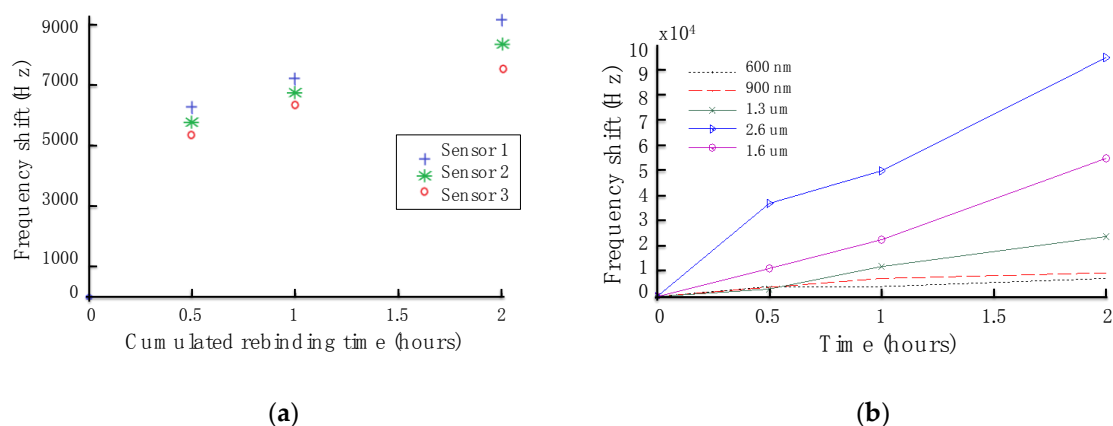 9000
7000
5000
3000
1000
0
0
0.5
1
1.5
2
Frequency shift (Hz)
Cumulated rebinding time (hours)
Sensor 1
Sensor 2
Sensor 3
(a)
x10⁴
10
9
8
7
6
5
4
3
2
1
0
0
0.5
1
1.5
2
Frequency shift (Hz)
Time (hours)
600 nm
900 nm
1.3 um
2.6 um
1.6 um
(b)